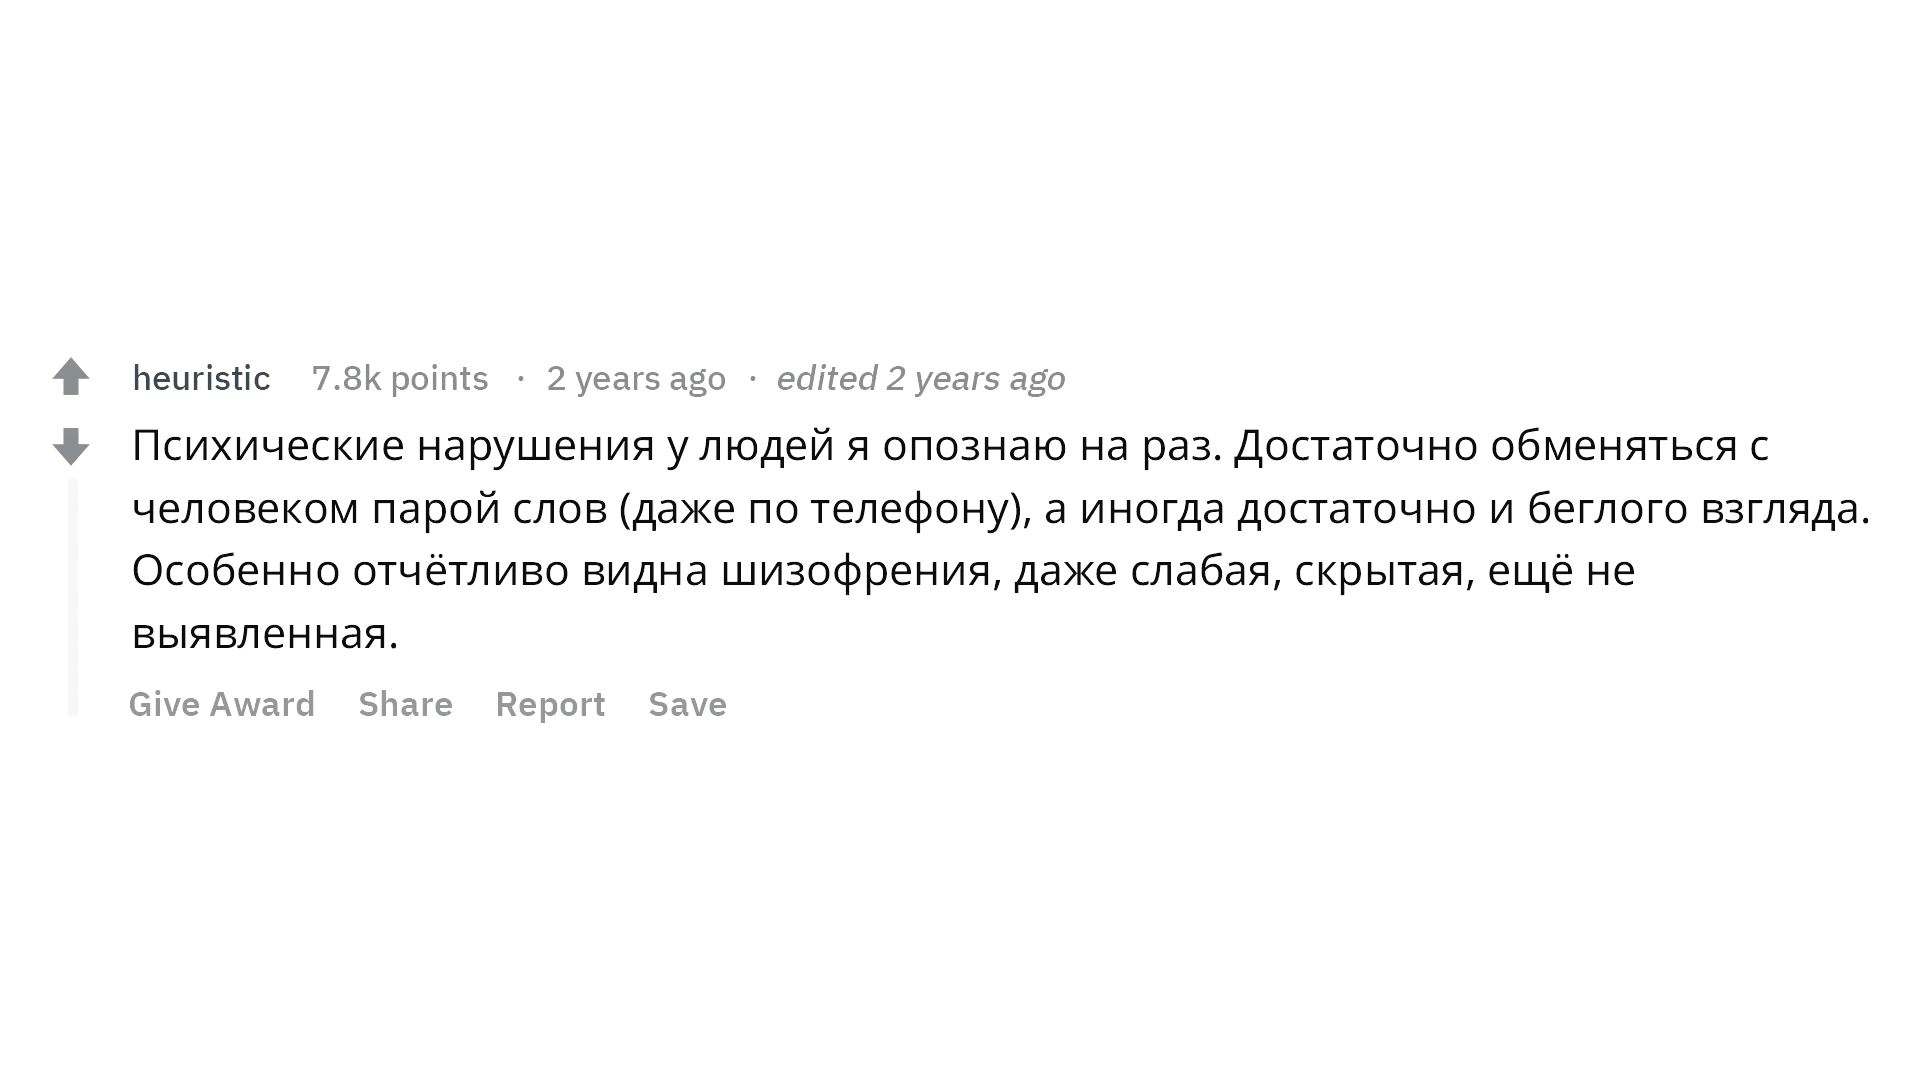 heuristic 7.8k points · 2 years ago · edited 2 years ago
Психические нарушения у людей я опознаю на раз. Достаточно обменяться с
человеком парой слов (даже по телефону), а иногда достаточно и беглого взгляда.
Особенно отчётливо видна шизофрения, даже слабая, скрытая, ещё не
выявленная.
Give Award Share Report Save